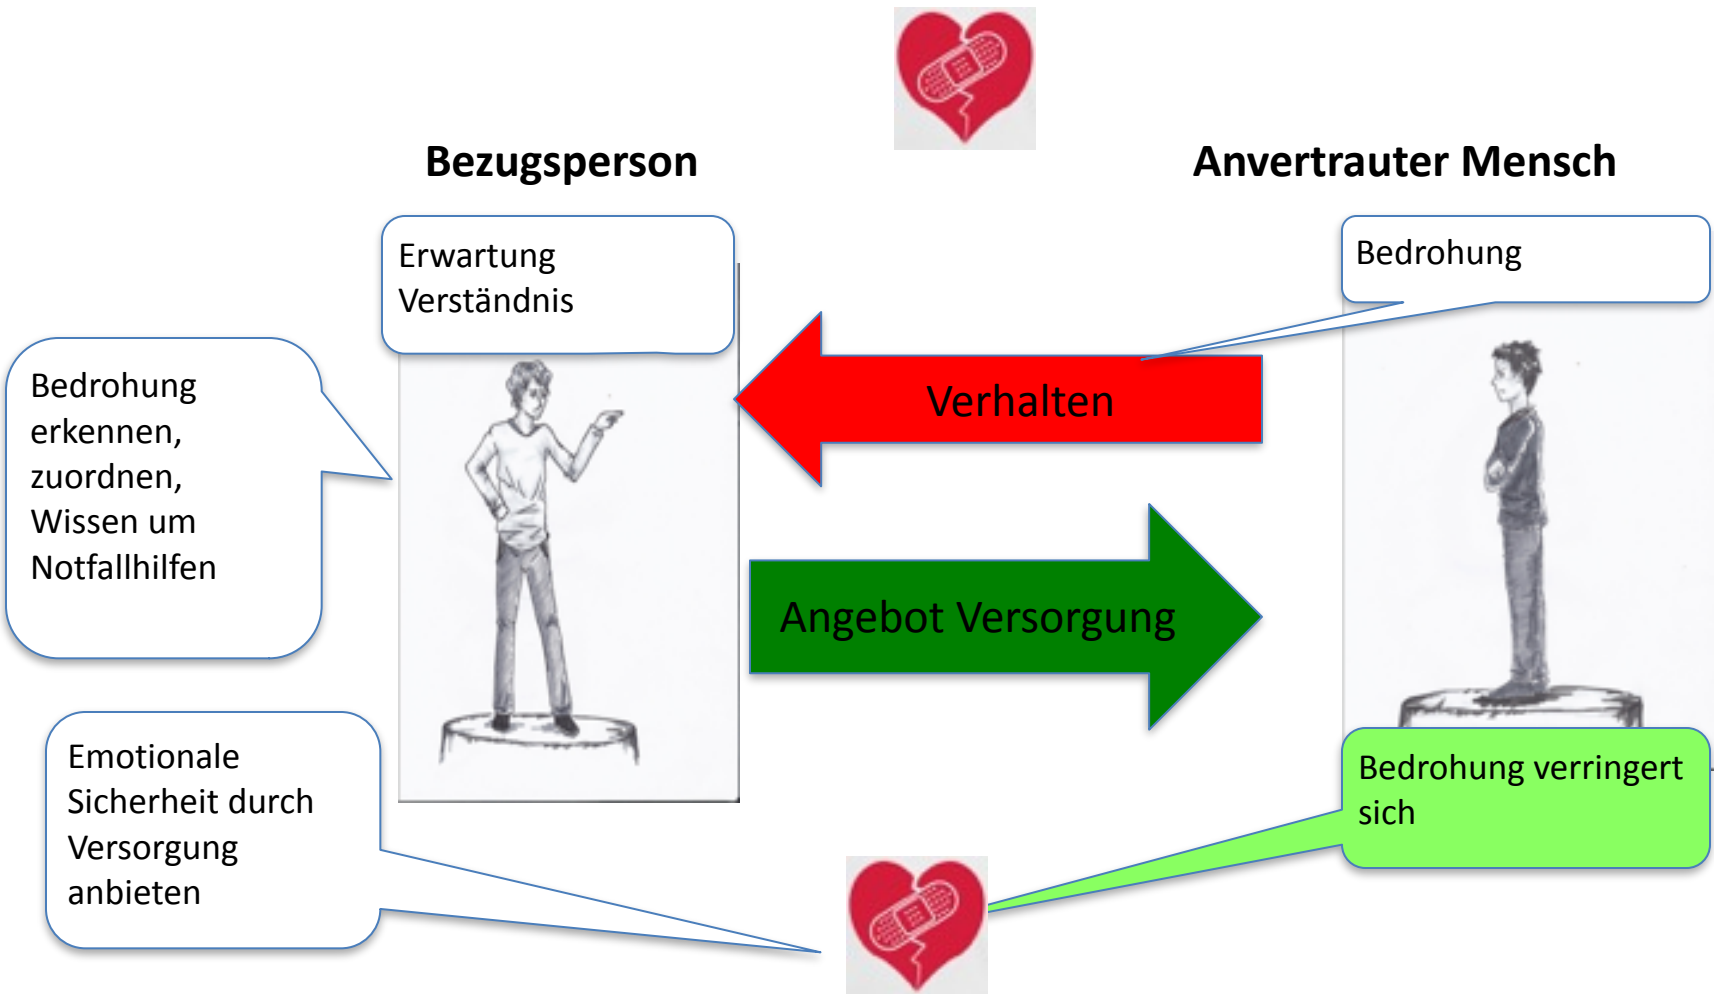 Bezugsperson
Anvertrauter Mensch
Erwartung
Verständnis
Bedrohung
Bedrohung
erkennen,
zuordnen,
Wissen um
Notfallhilfen
Verhalten
Angebot Versorgung
Emotionale
Sicherheit durch
Versorgung
anbieten
Bedrohung verringert
sich